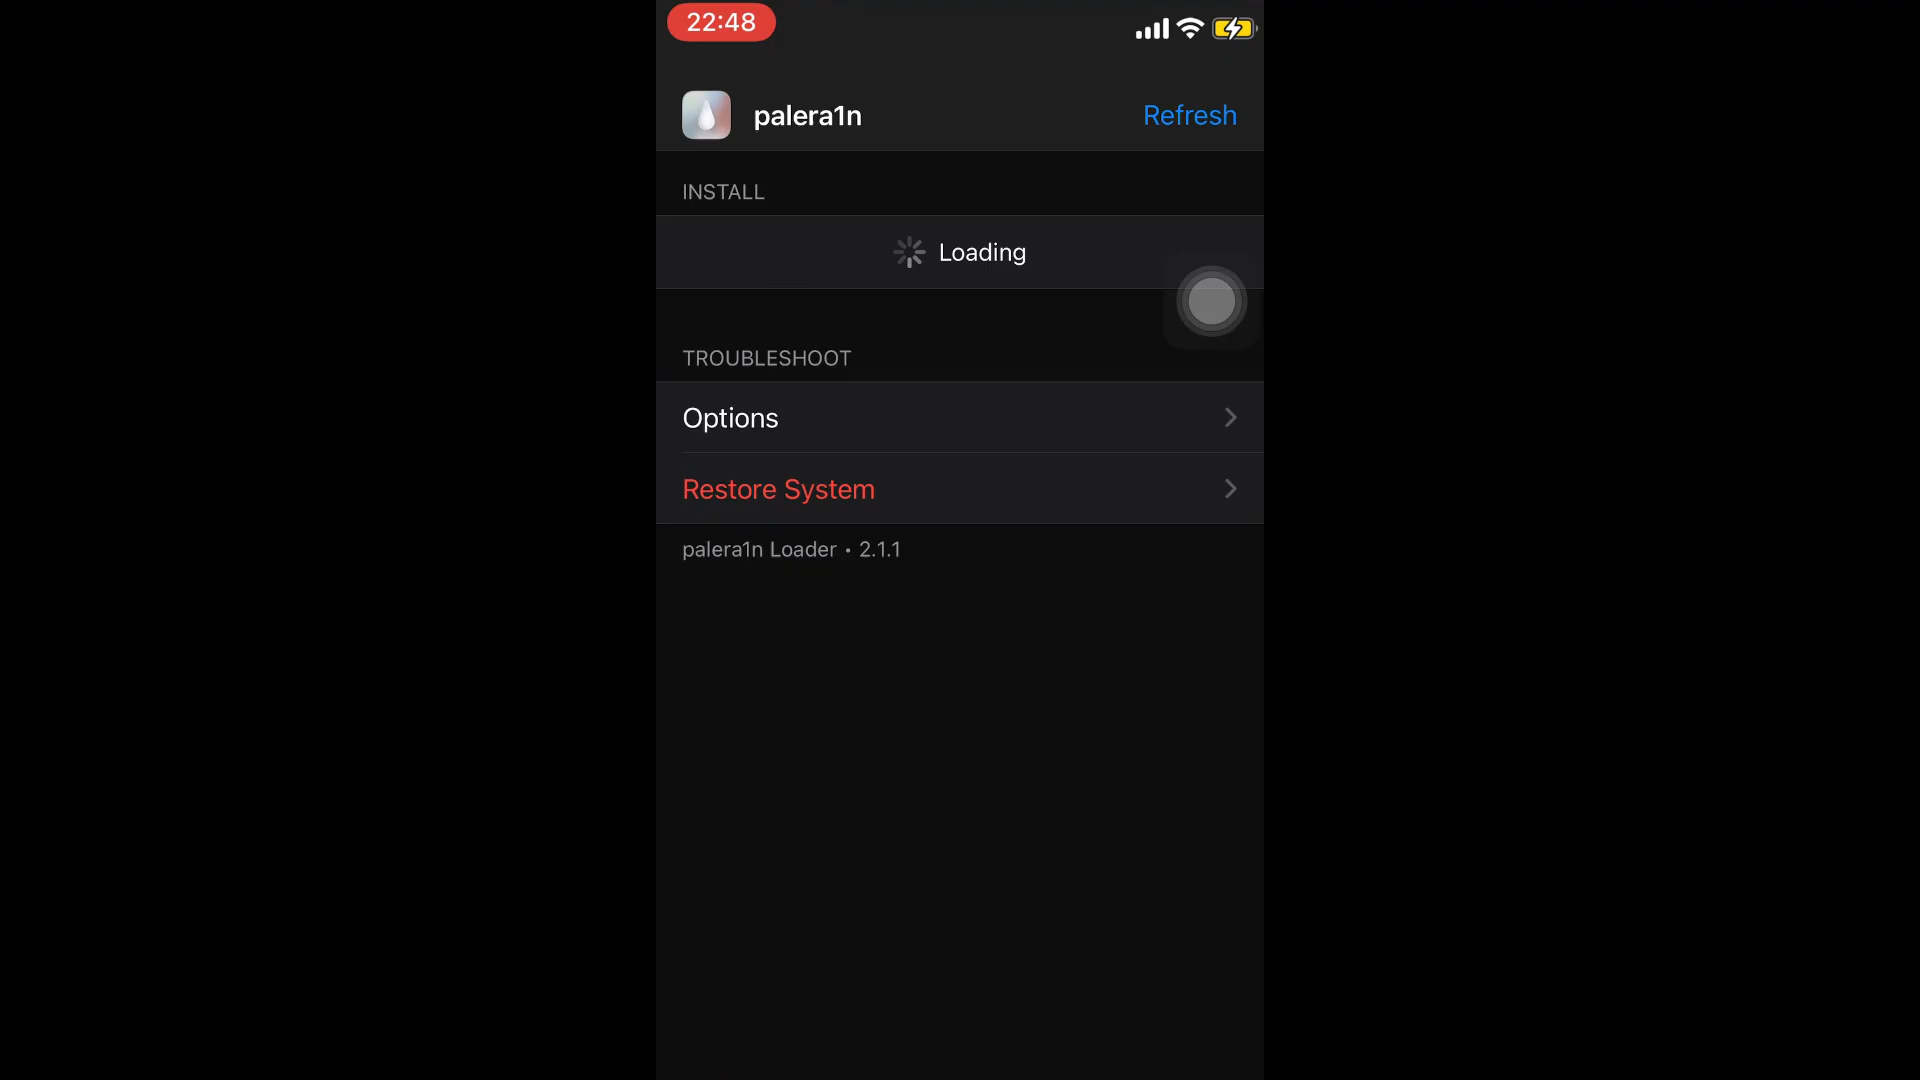 22:48
palera1n
Refresh
INSTALL
Loading
TROUBLESHOOT
Options
Restore System
palera1n Loader • 2.1.1